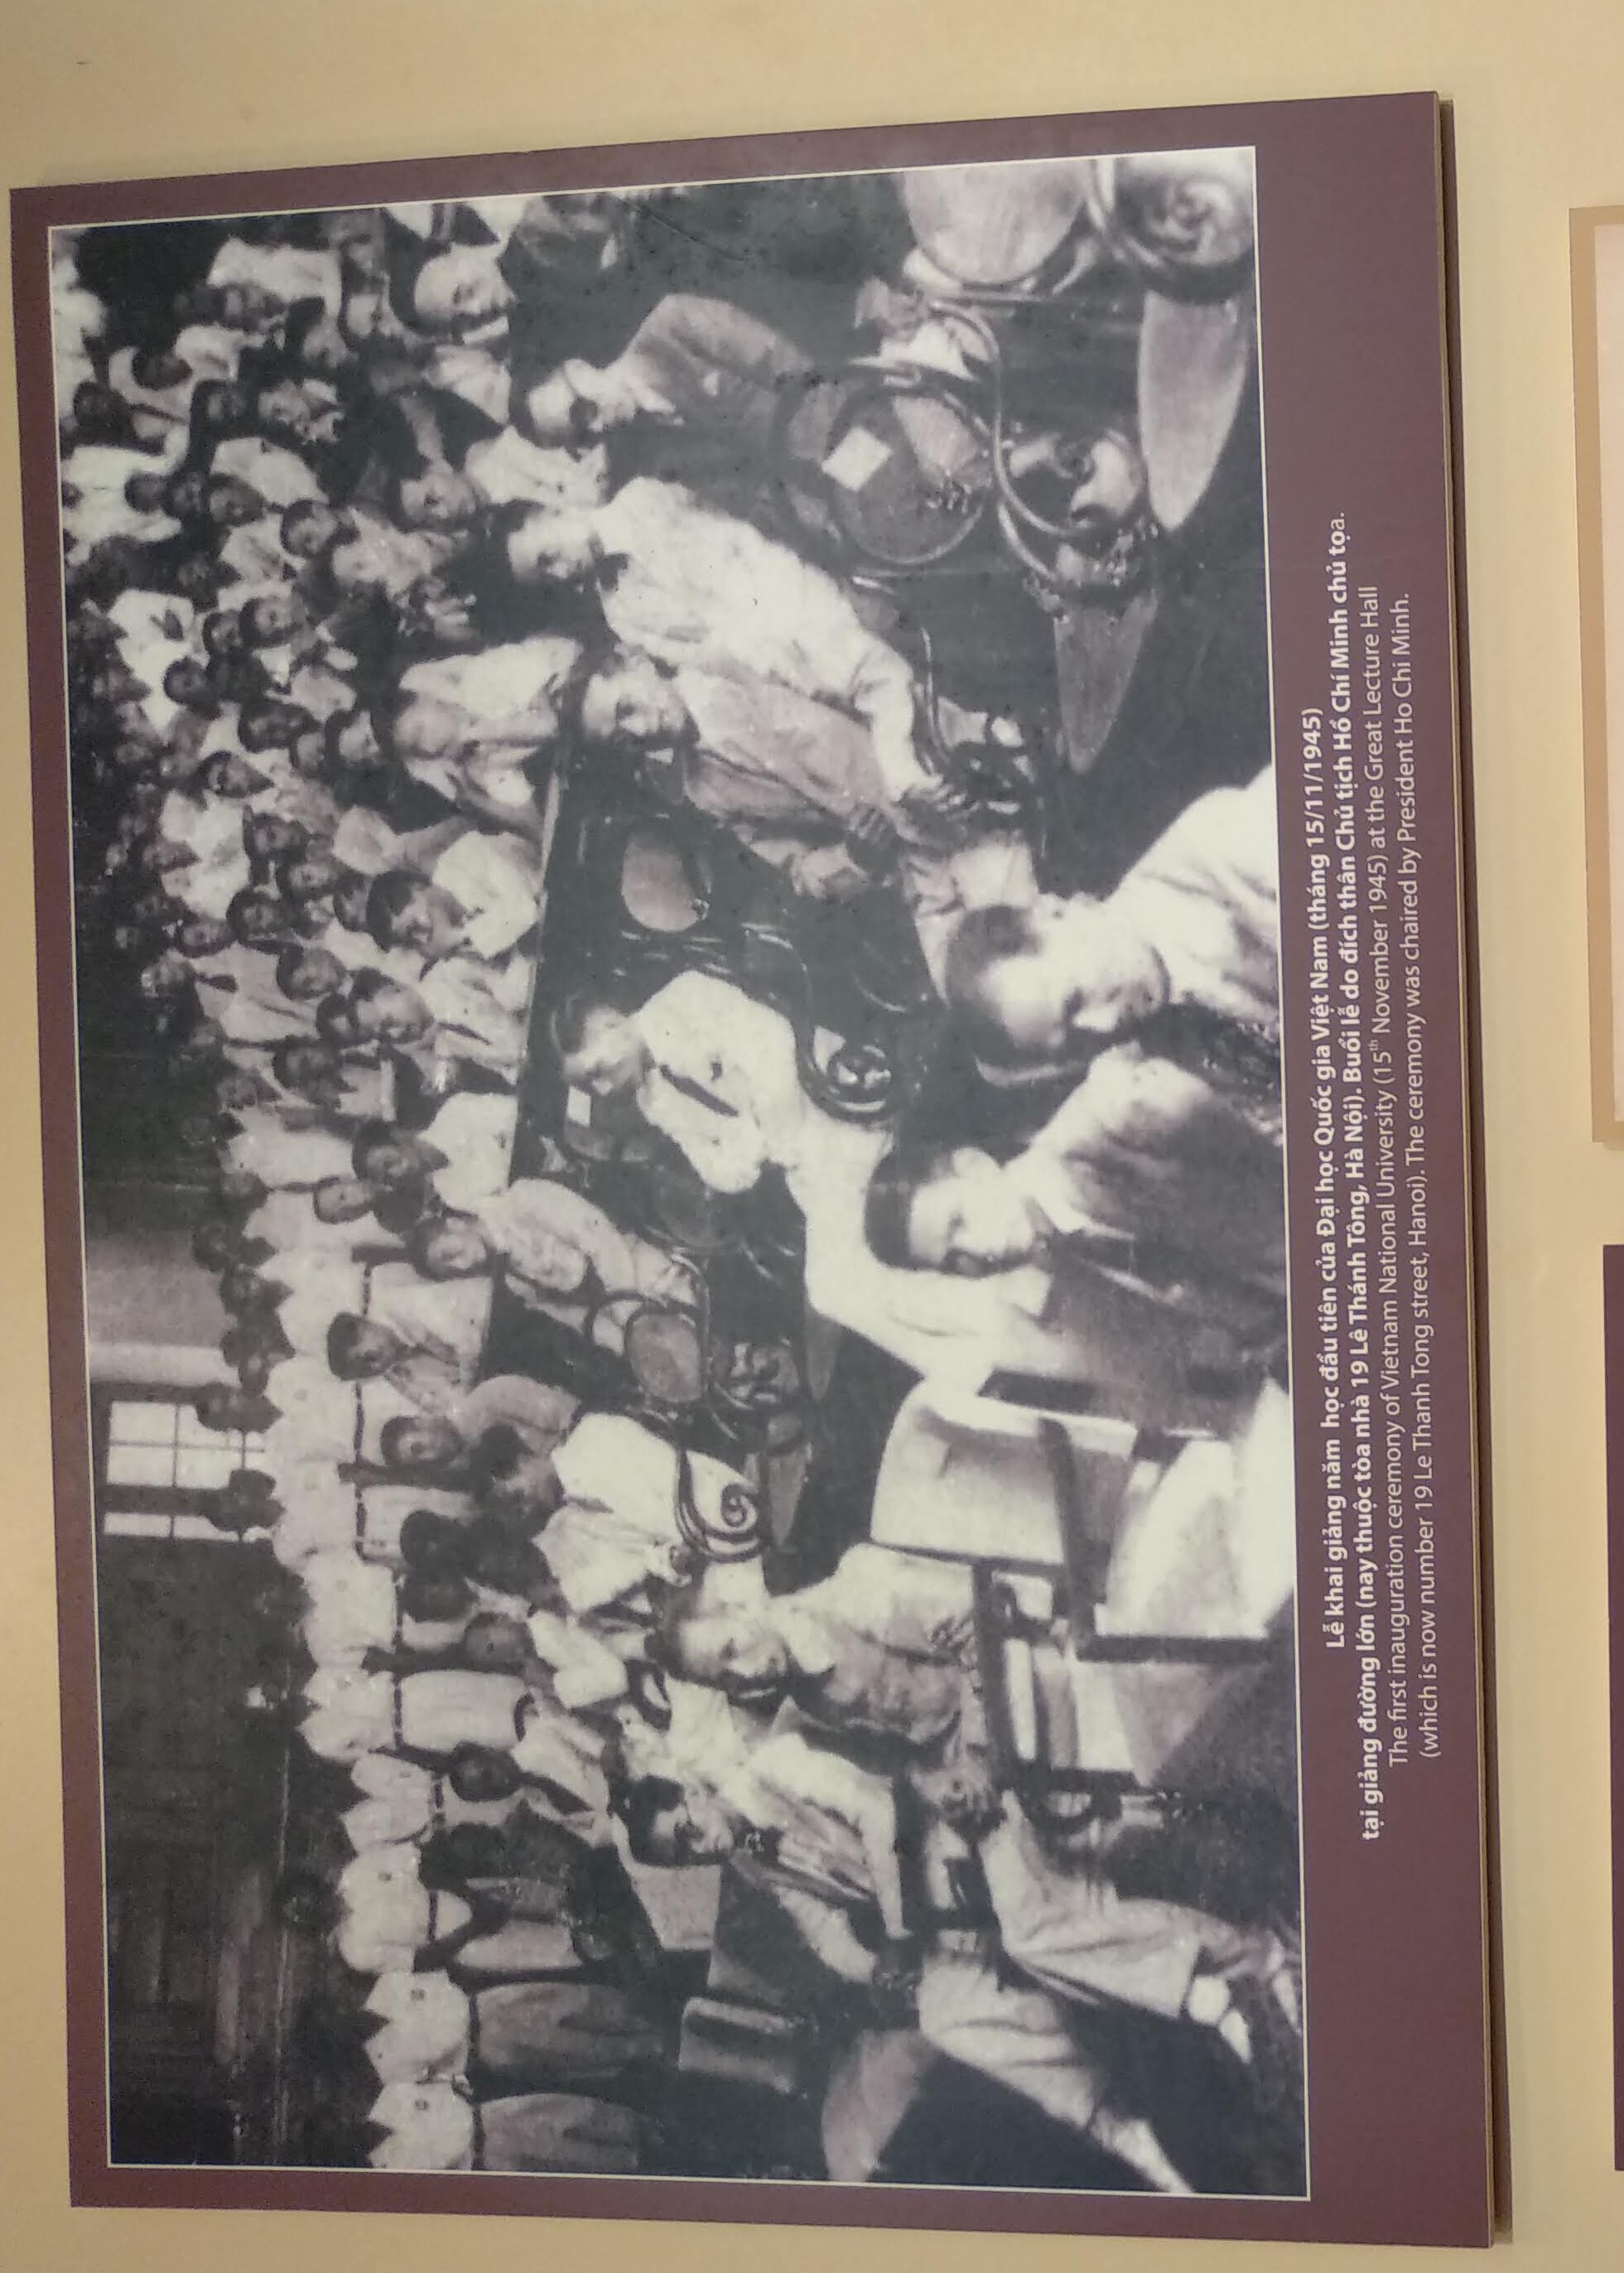 Lễ khai giảng năm học đầu tiên của Đại học Quốc gia Việt Nam (tháng 15/11/1945)
tại giảng đường lớn (nay thuộc tòa nhà 19 Lê Thánh Tông, Hà Nội). Buổi lễ do đích thân Chủ tịch Hồ Chí Minh chủ tọa.
The first inauguration ceremony of Vietnam National University (15th November 1945) at the Great Lecture Hall
(which is now number 19 Le Thanh Tong street, Hanoi). The ceremony was chaired by President Ho Chi Minh.